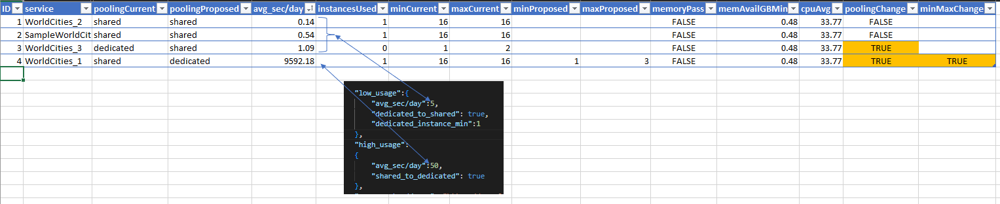 ID service poolingCurrent poolingProposed avg_sec/day instancesUsed minCurrent maxCurrent minProposed maxProposed memoryPass memAvailGBMin cpuAvg poolingChange minMaxChange
1 WorldCities_2 shared shared 0.14 1 16 16 FALSE 0.48 33.77 FALSE
2 SampleWorldCit shared shared 0.54 1 16 16 FALSE 0.48 33.77 FALSE
3 WorldCities_3 dedicated shared 1.09 0 1 2 FALSE 0.48 33.77 TRUE
4 WorldCities_1 shared dedicated 9592.18 1 16 16 1 3 FALSE 0.48 33.77 TRUE TRUE
"low_usage":{
"avg_sec/day":5,
"dedicated_to_shared": true,
"dedicated_instance_min":1
},
"high_usage":
{
"avg_sec/day":50,
"shared_to_dedicated": true
},